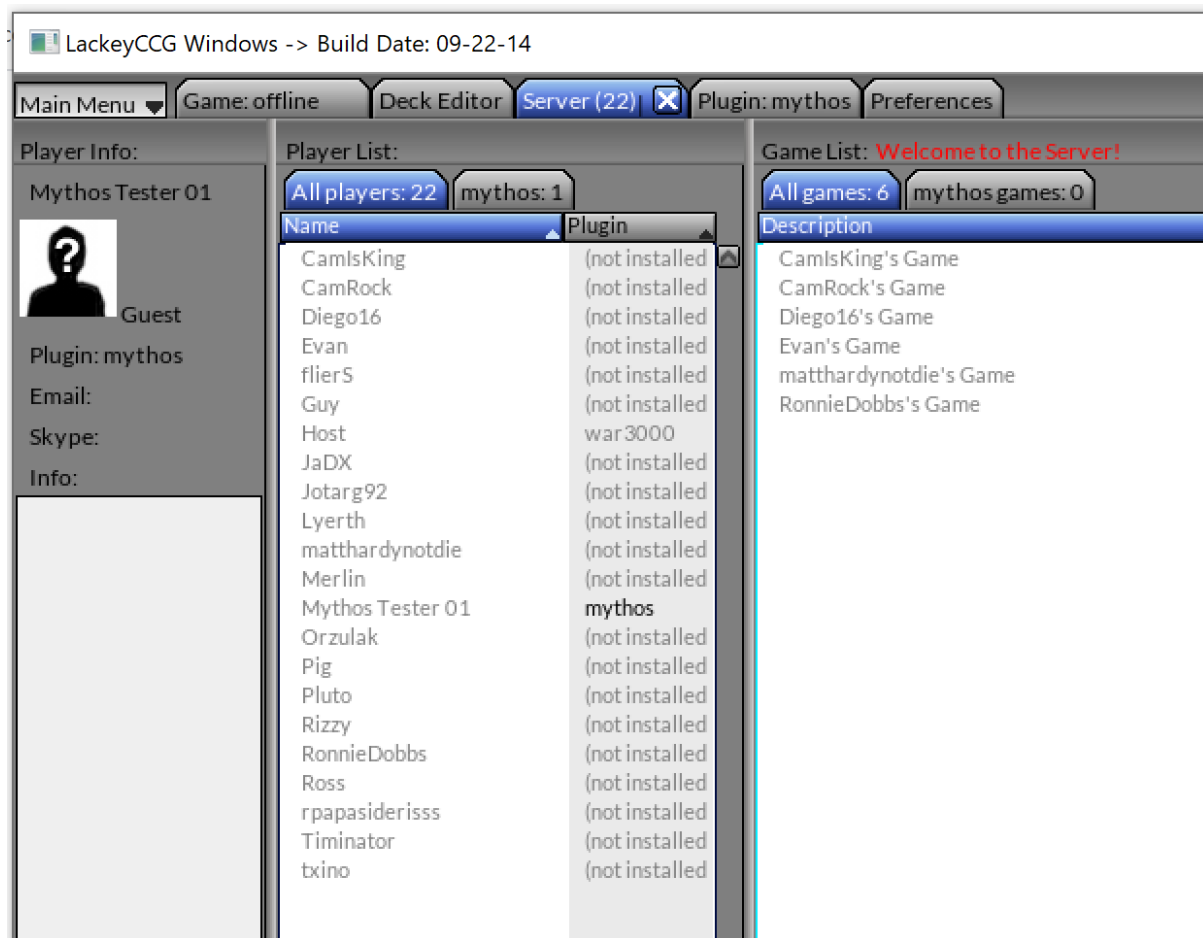 LackeyCCG Windows -> Build Date: 09-22-14
Main Menu Game: offline Deck Editor Server (22) Plugin: mythos Preferences
Player Info:
Mythos Tester 01
?
Guest
Plugin: mythos
Email:
Skype:
Info:
Player List:
All players: 22 mythos: 1
Name Plugin
CamIsKing (not installed
CamRock (not installed
Diego16 (not installed
Evan (not installed
flierS (not installed
Guy (not installed
Host war3000
JaDX (not installed
Jotarg92 (not installed
Lyerth (not installed
matthardynotdie (not installed
Merlin (not installed
Mythos Tester 01 mythos
Orzulak (not installed
Pig (not installed
Pluto (not installed
Rizzy (not installed
RonnieDobbs (not installed
Ross (not installed
rpapasiderisss (not installed
Timinator (not installed
txino (not installed
Game List: Welcome to the Server!
All games: 6 mythos games: 0
Description
CamIsKing's Game
CamRock's Game
Diego16's Game
Evan's Game
matthardynotdie's Game
RonnieDobbs's Game